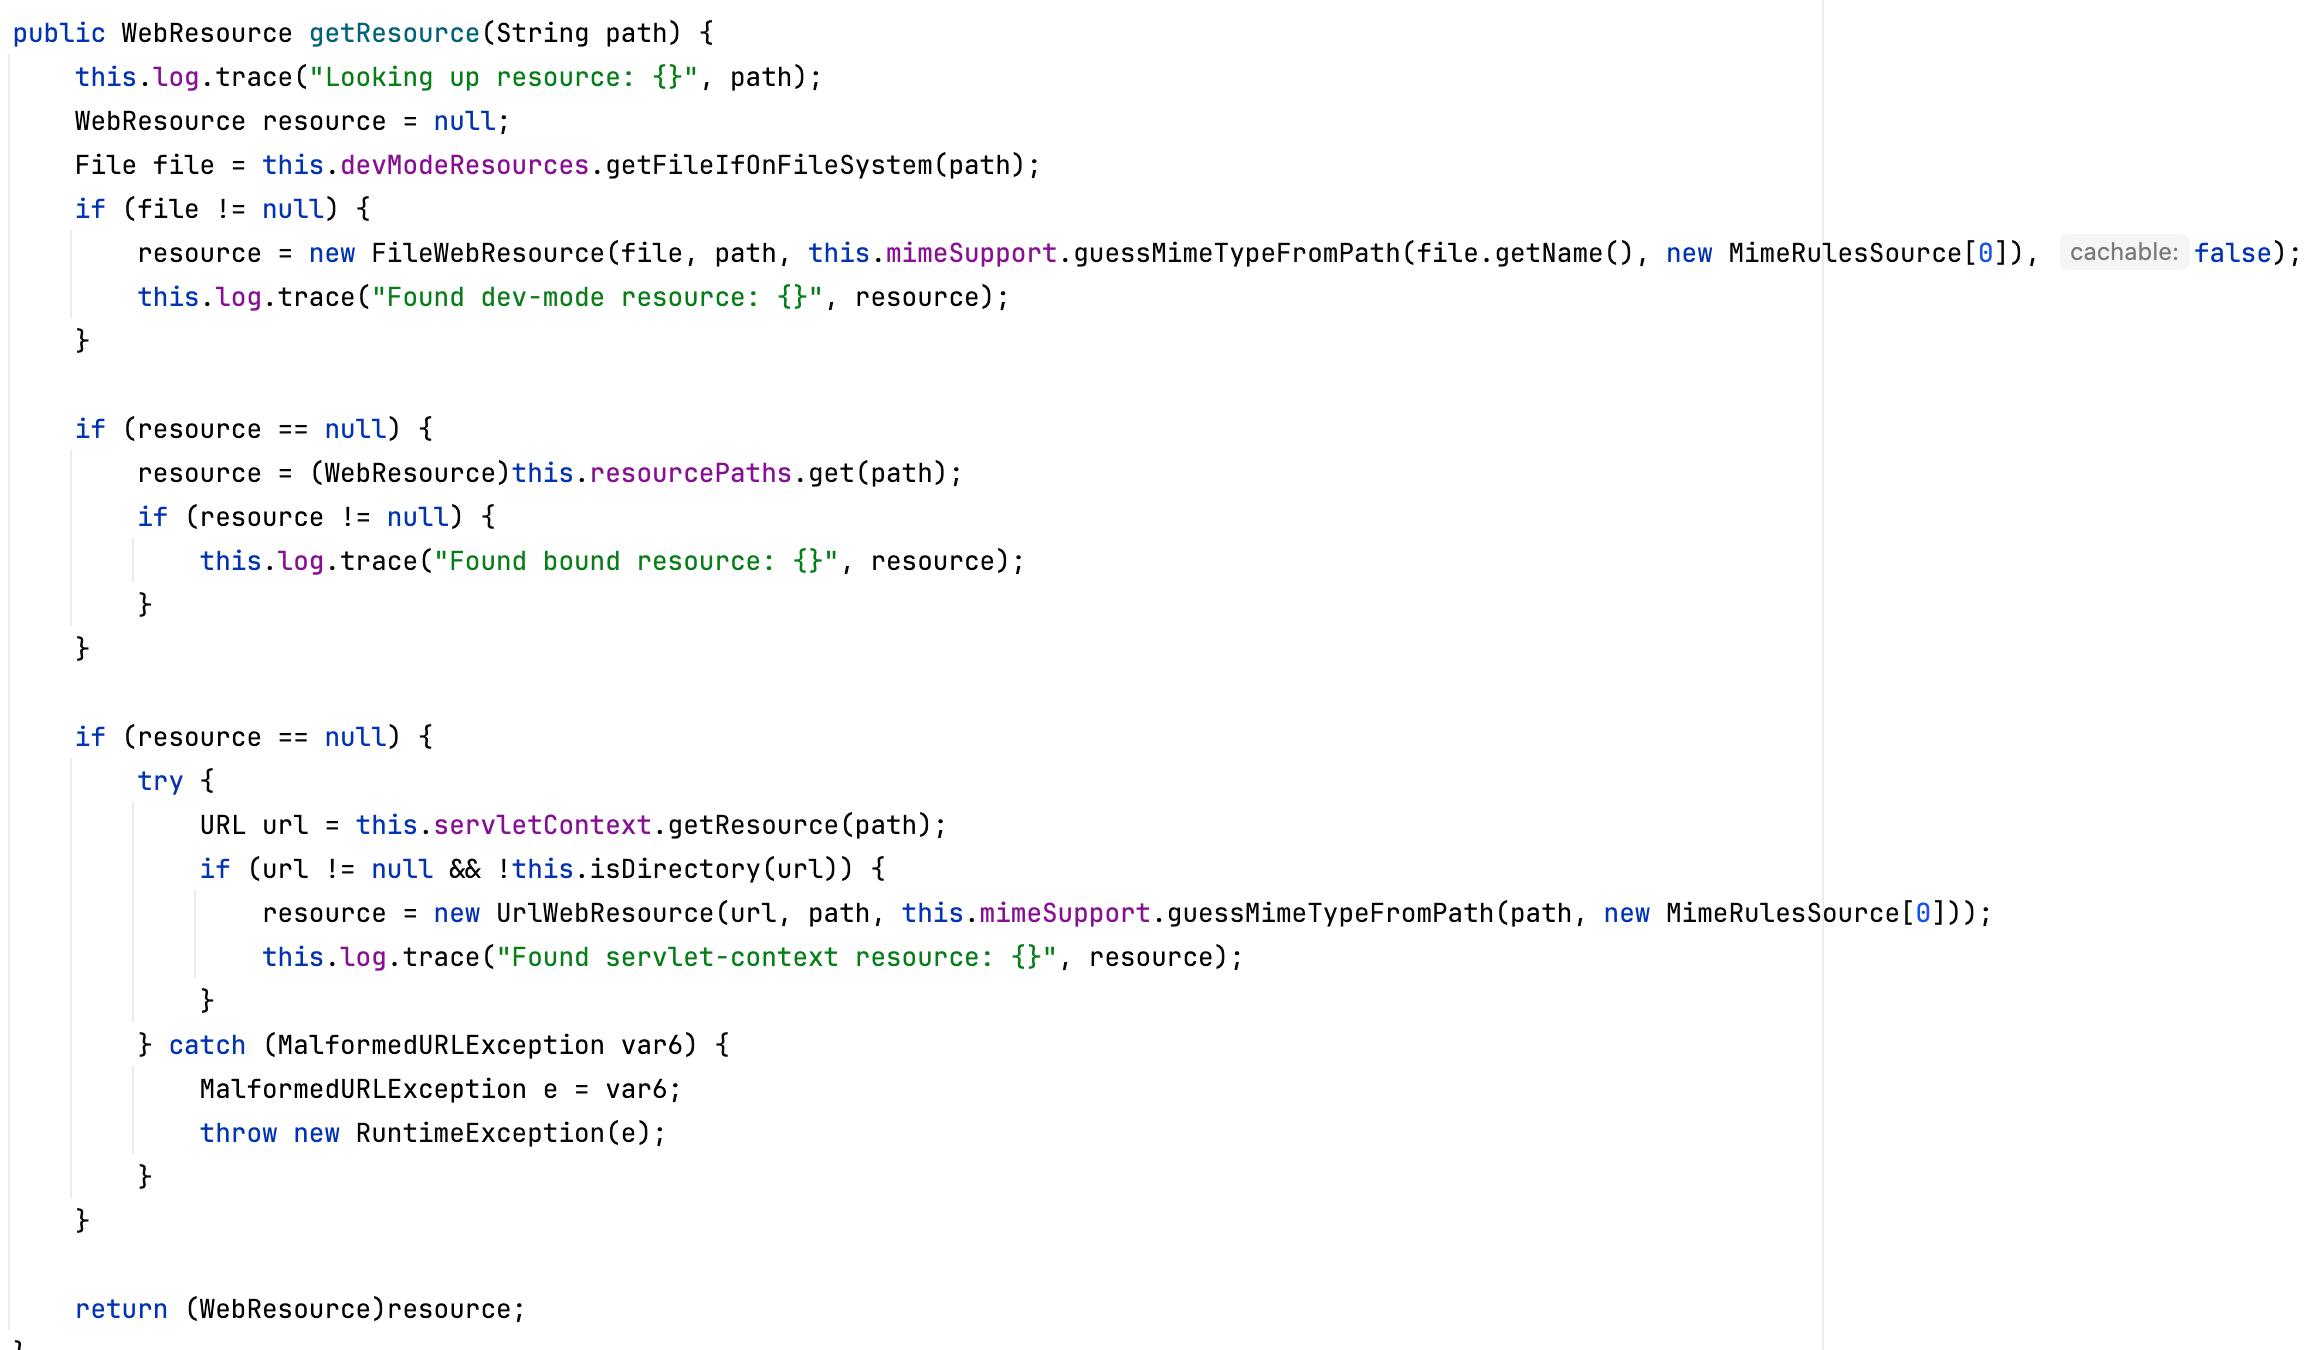 public WebResource getResource(String path) {
    this.log.trace("Looking up resource: {}", path);
    WebResource resource = null;
    File file = this.devModeResources.getFileIfOnFileSystem(path);
    if (file != null) {
        resource = new FileWebResource(file, path, this.mimeSupport.guessMimeTypeFromPath(file.getName(), new MimeRulesSource[0]), cachable: false);
        this.log.trace("Found dev-mode resource: {}", resource);
    }

    if (resource == null) {
        resource = (WebResource)this.resourcePaths.get(path);
        if (resource != null) {
            this.log.trace("Found bound resource: {}", resource);
        }
    }

    if (resource == null) {
        try {
            URL url = this.servletContext.getResource(path);
            if (url != null && !this.isDirectory(url)) {
                resource = new UrlWebResource(url, path, this.mimeSupport.guessMimeTypeFromPath(path, new MimeRulesSource[0]));
                this.log.trace("Found servlet-context resource: {}", resource);
            }
        } catch (MalformedURLException var6) {
            MalformedURLException e = var6;
            throw new RuntimeException(e);
        }
    }

    return (WebResource)resource;
}